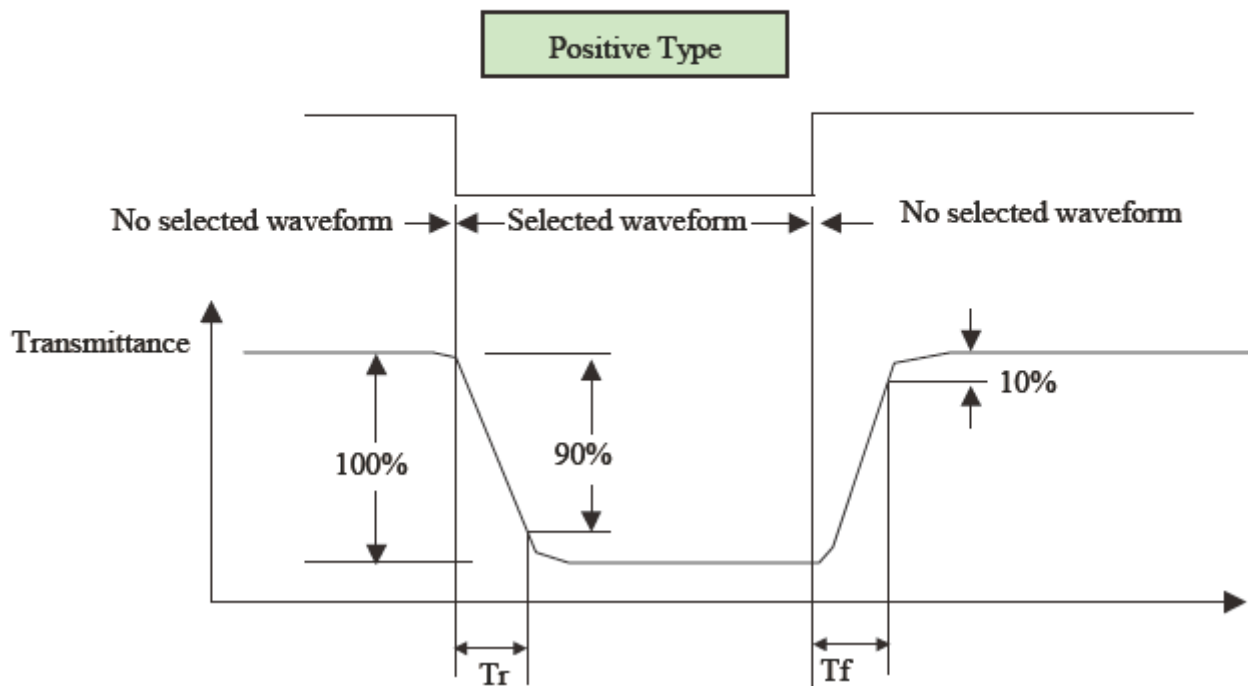 Positive Type
No selected waveform
Selected waveform
No selected waveform
Transmittance
10%
100%
90%
Tr
Tf